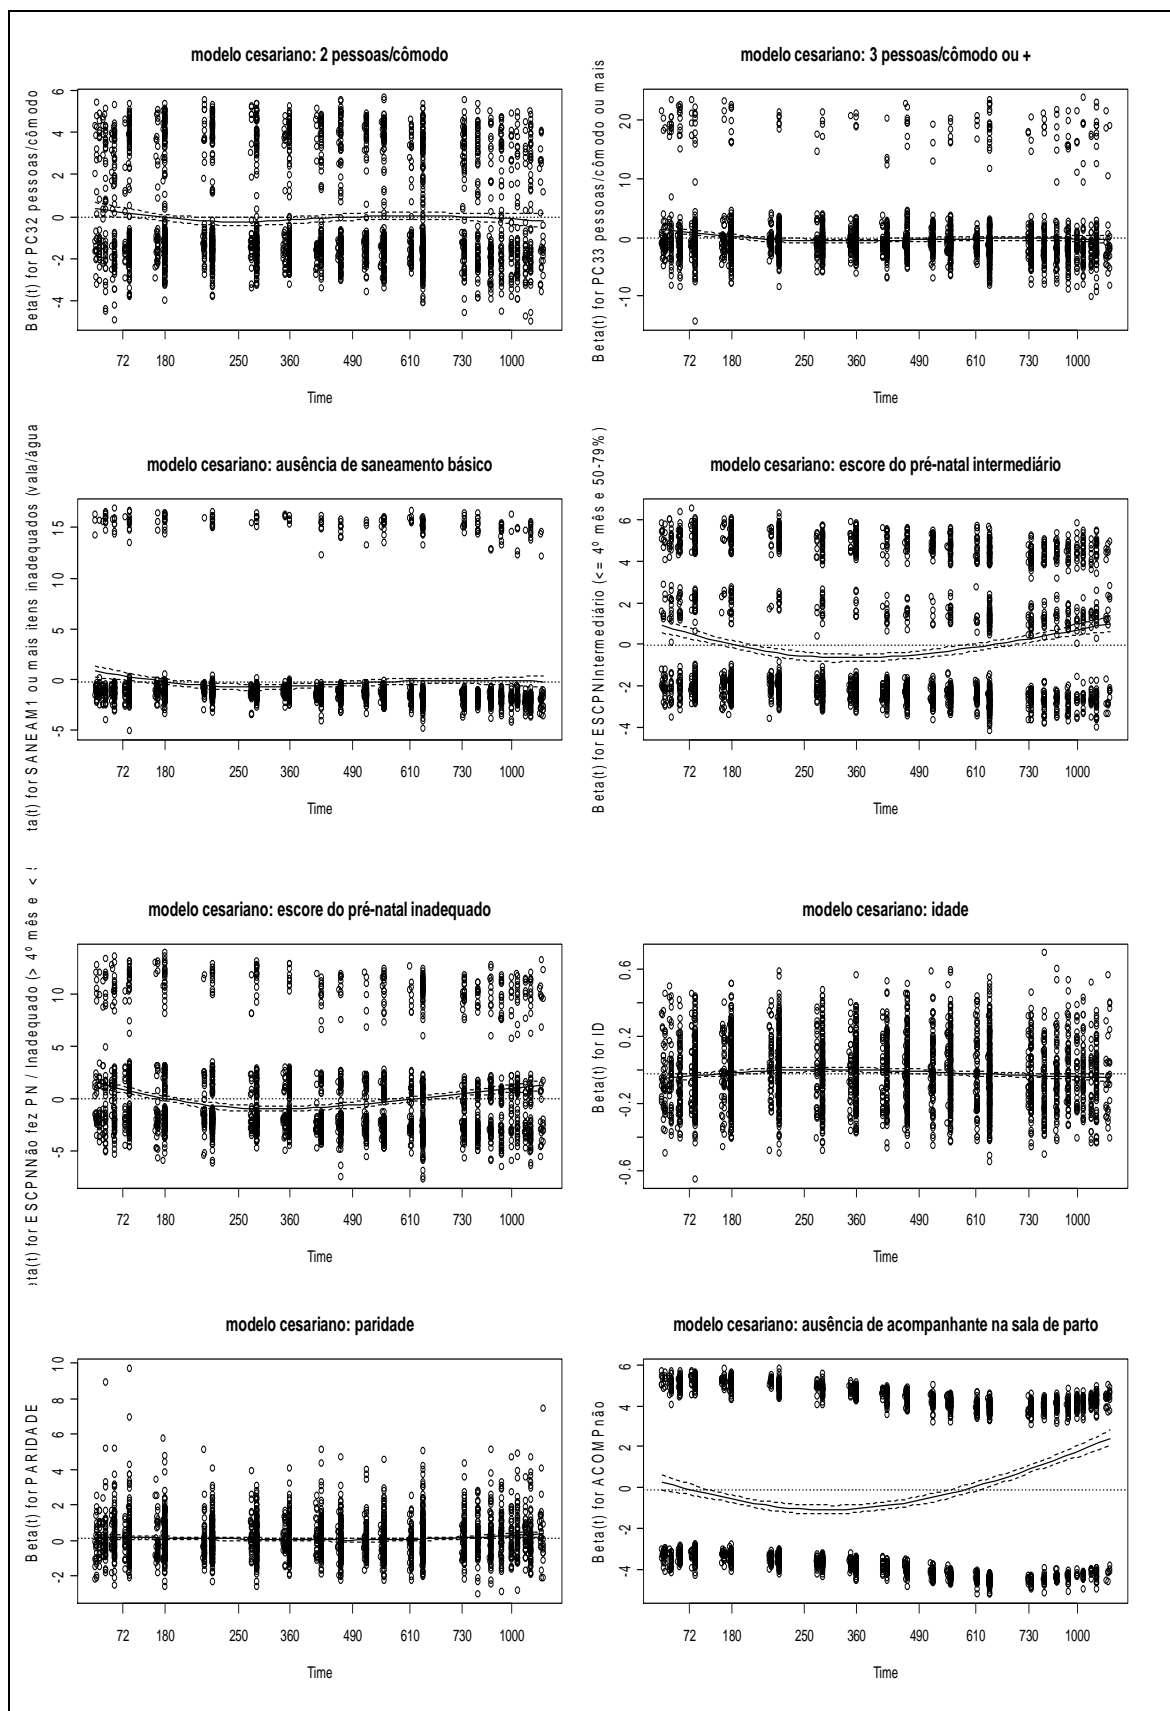 modelo cesariano: 2 pessoas/cômodo
Beta(t) for PC32 pessoas/cômodo
6
4
2
0
-2
-4
72 180 250 360 490 610 730 1000
Time
modelo cesariano: 3 pessoas/cômodo ou +
Beta(t) for PC33 pessoas/cômodo ou mais
20
10
0
-10
72 180 250 360 490 610 730 1000
Time
modelo cesariano: ausência de saneamento básico
ta(t) for SANEAM1 ou mais itens inadequados (vala/água
15
10
5
0
-5
72 180 250 360 490 610 730 1000
Time
modelo cesariano: escore do pré-natal intermediário
Beta(t) for ESCPNIntermediário (<= 4º mês e 50-79%)
6
4
2
0
-2
-4
72 180 250 360 490 610 730 1000
Time
modelo cesariano: escore do pré-natal inadequado
eta(t) for ESCPNNão fez PN / Inadequado (> 4º mês e <
10
5
0
-5
72 180 250 360 490 610 730 1000
Time
modelo cesariano: idade
Beta(t) for ID
0.6
0.2
-0.2
-0.6
72 180 250 360 490 610 730 1000
Time
modelo cesariano: paridade
Beta(t) for PARIDADE
10
8
6
4
2
0
-2
72 180 250 360 490 610 730 1000
Time
modelo cesariano: ausência de acompanhante na sala de parto
Beta(t) for ACOMPnão
6
4
2
0
-2
-4
72 180 250 360 490 610 730 1000
Time